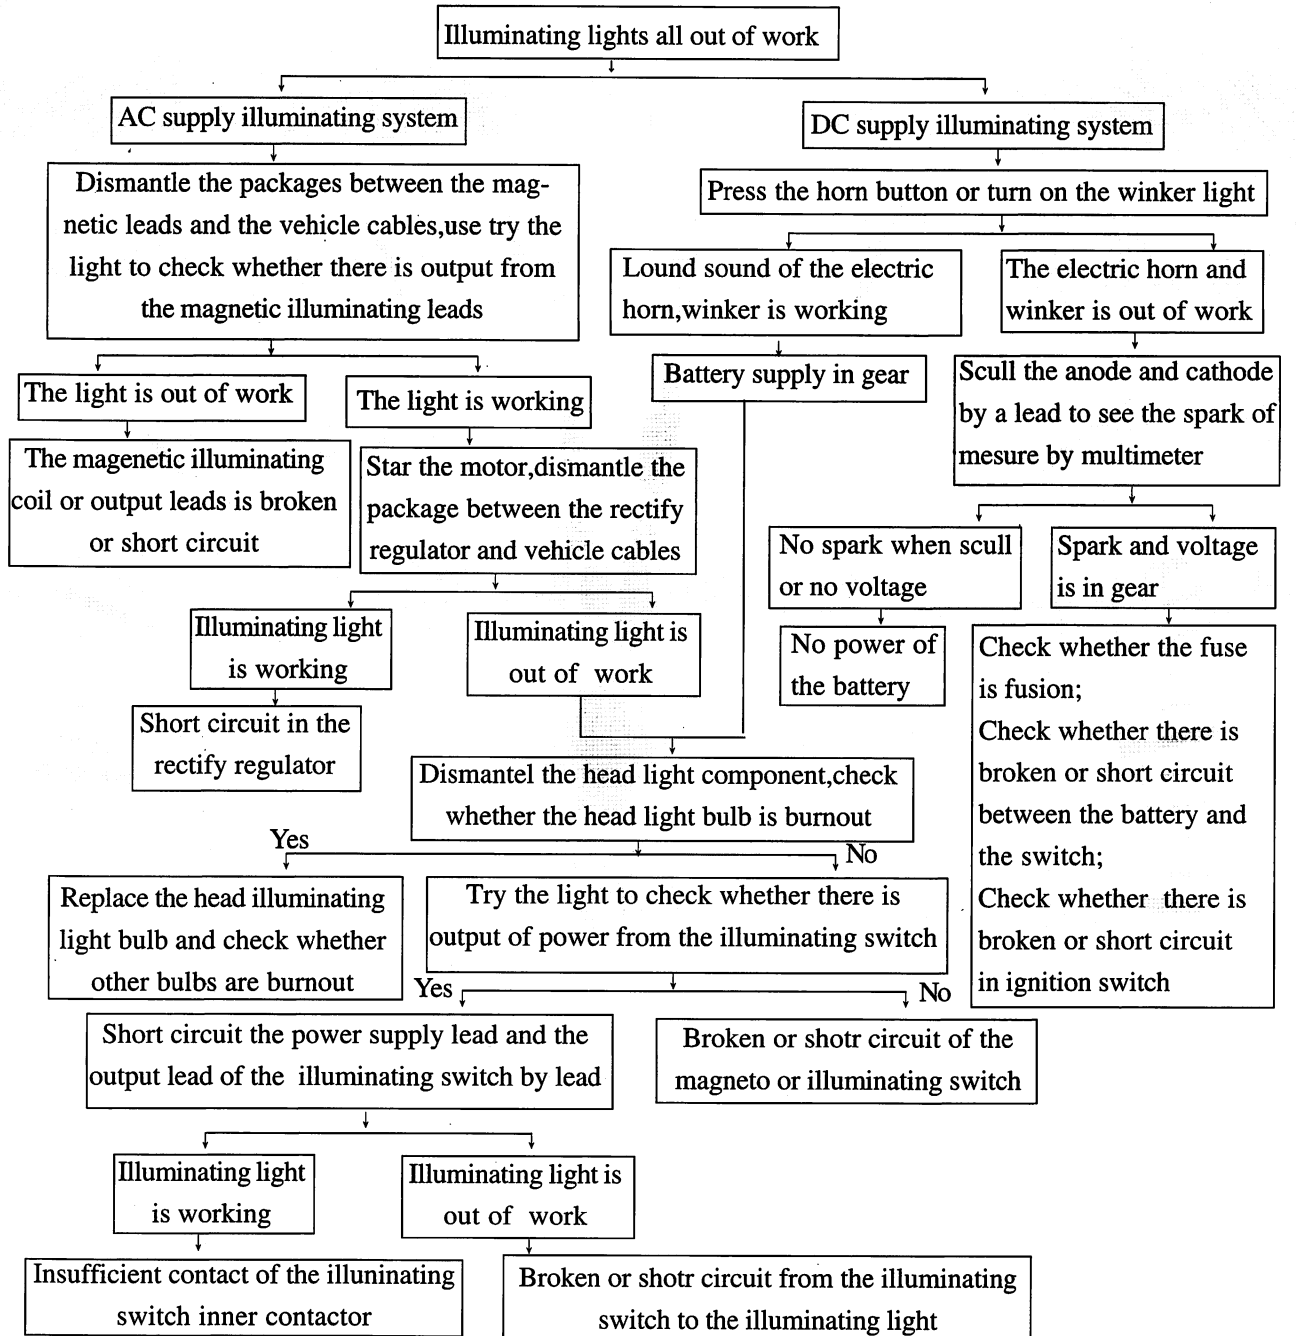 Illuminating lights all out of work
AC supply illuminating system
DC supply illuminating system
Dismantle the packages between the mag-
netic leads and the vehicle cables,use try the
light to check whether there is output from
the magnetic illuminating leads
Press the horn button or turn on the winker light
Lound sound of the electric
horn,winker is working
The electric horn and
winker is out of work
The light is out of work
The light is working
Battery supply in gear
Scull the anode and cathode
by a lead to see the spark of
mesure by multimeter
The magenetic illuminating
coil or output leads is broken
or short circuit
Star the motor,dismantle the
package between the rectify
regulator and vehicle cables
No spark when scull
or no voltage
Spark and voltage
is in gear
Illuminating light
is working
Illuminating light is
out of work
No power of
the battery
Check whether the fuse
is fusion;
Check whether there is
broken or short circuit
between the battery and
the switch;
Check whether there is
broken or short circuit
in ignition switch
Short circuit in the
rectify regulator
Dismantel the head light component,check
whether the head light bulb is burnout
Yes
No
Replace the head illuminating
light bulb and check whether
other bulbs are burnout
Try the light to check whether there is
output of power from the illuminating switch
Yes
No
Short circuit the power supply lead and the
output lead of the illuminating switch by lead
Broken or shotr circuit of the
magneto or illuminating switch
Illuminating light
is working
Illuminating light is
out of work
Insufficient contact of the illuninating
switch inner contactor
Broken or shotr circuit from the illuminating
switch to the illuminating light